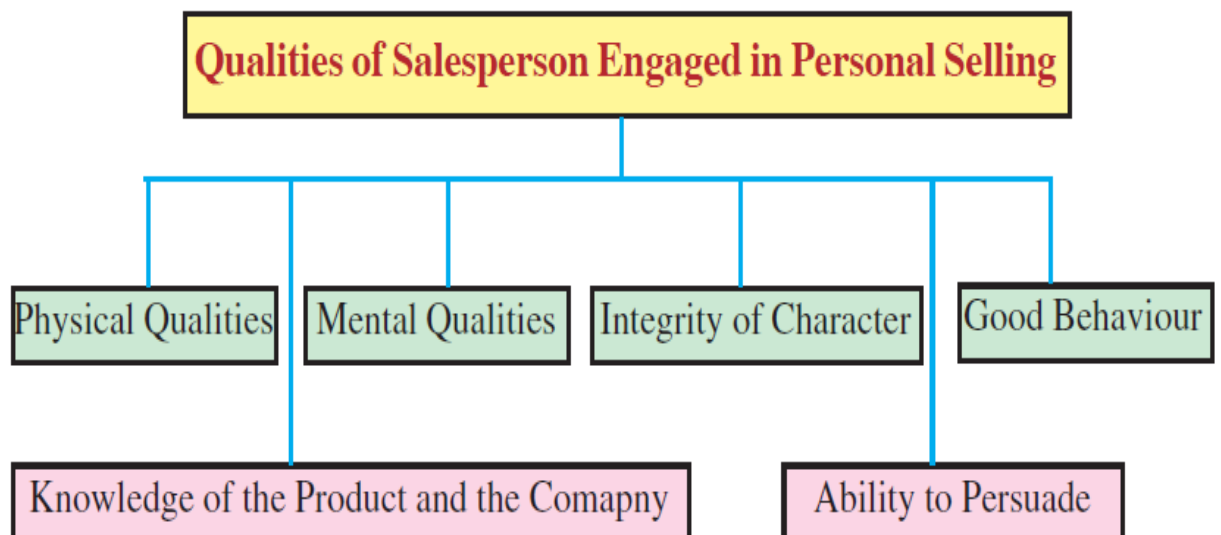 Qualities of Salesperson Engaged in Personal Selling
Physical Qualities
Mental Qualities
Integrity of Character
Good Behaviour
Knowledge of the Product and the Comapny
Ability to Persuade